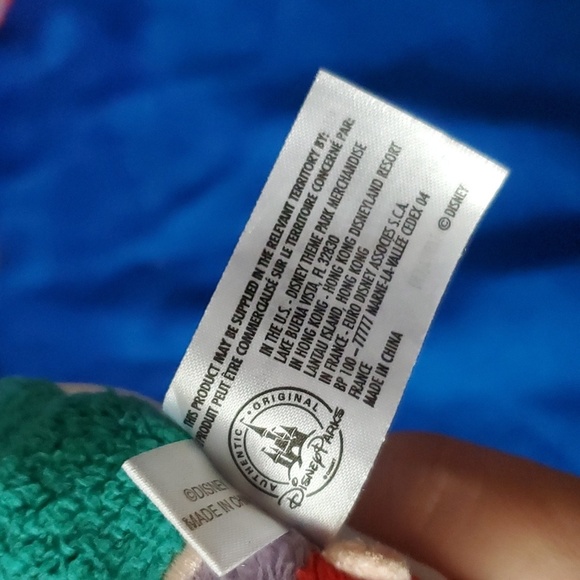 THIS PRODUCT MAY BE SUPPLIED IN THE RELEVANT TERRITORY BY:
PRODUIT PEUT ÊTRE COMMERCIALISÉ SUR LE TERRITOIRE CONCERNÉ PAR:
IN THE U.S. - DISNEY THEME PARK MERCHANDISE
LAKE BUENA VISTA, FL 32830
IN HONG KONG - HONG KONG DISNEYLAND RESORT
LANTAU ISLAND, HONG KONG
IN FRANCE - EURO DISNEY ASSOCIES S.C.A.
BP 100 - 77777 MARNE-LA-VALLEE CEDEX 04
FRANCE
MADE IN CHINA
© DISNEY
• ORIGINAL •
AUTHENTIC
Disney Parks
©DISNEY
MADE IN